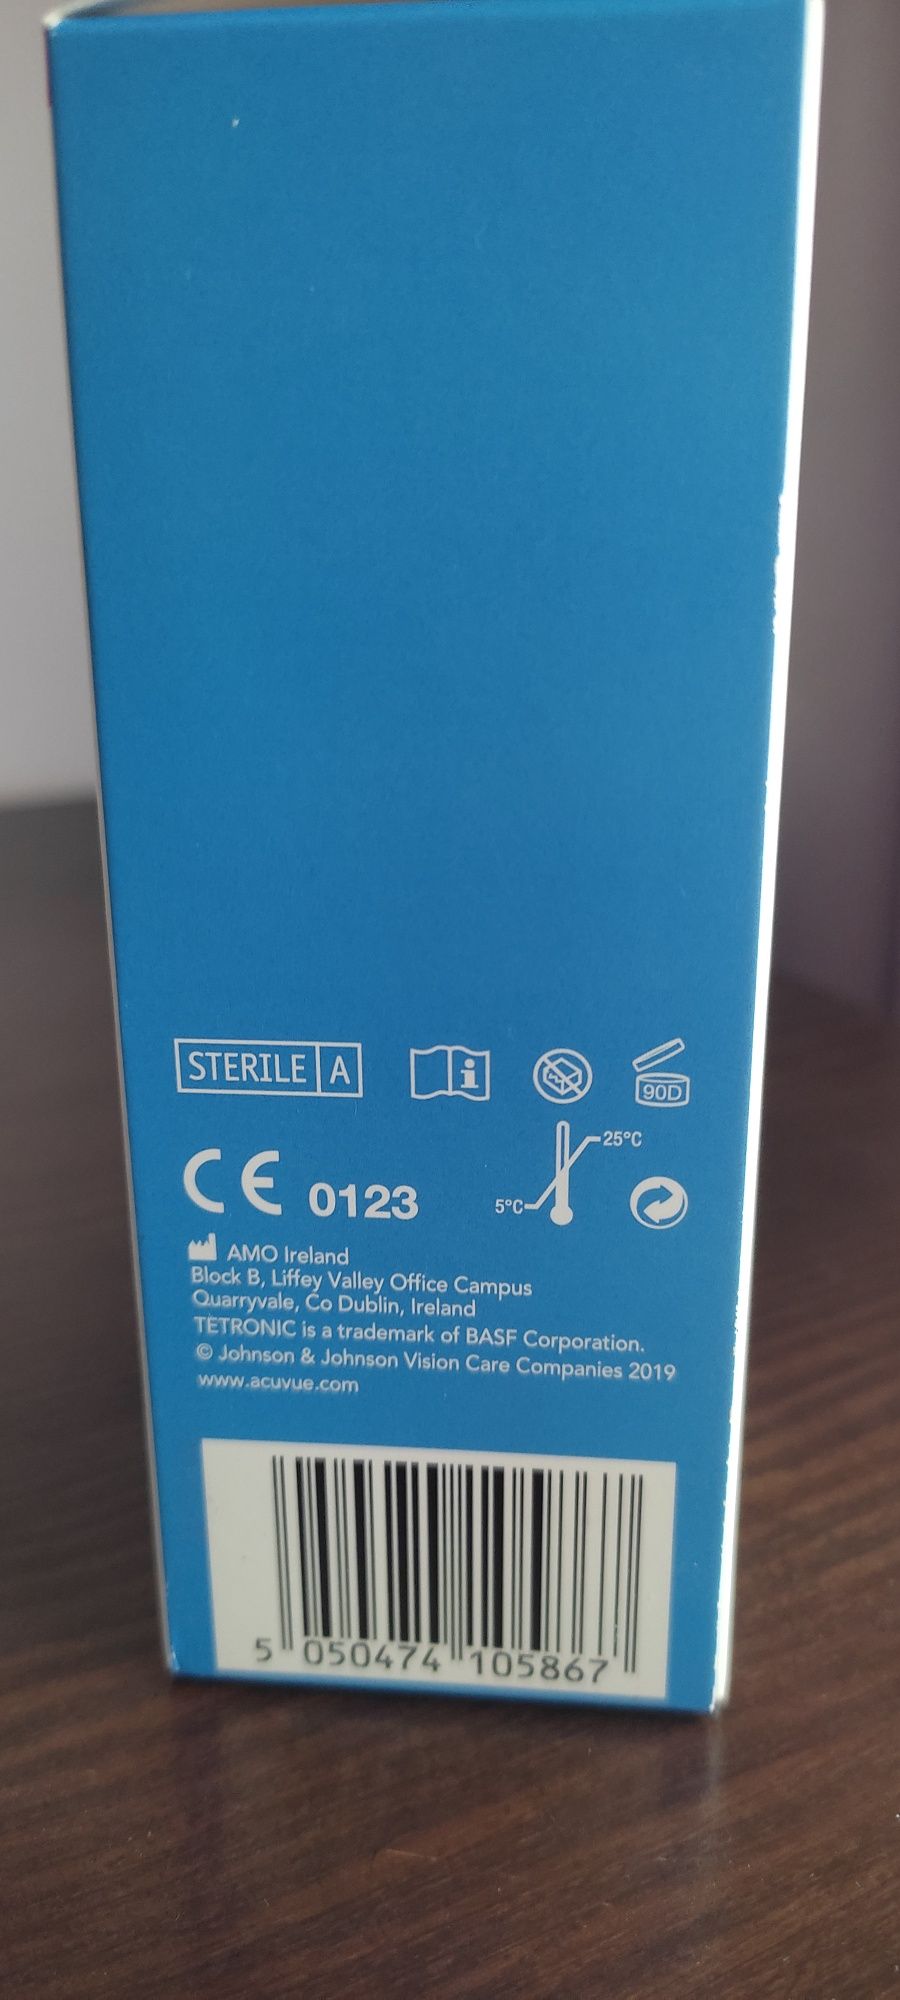 STERILE A
90D
25°C
CE 0123
5°C
AMO Ireland
Block B, Liffey Valley Office Campus
Quarryvale, Co Dublin, Ireland
TETRONIC is a trademark of BASF Corporation.
© Johnson & Johnson Vision Care Companies 2019
www.acuvue.com
5 050474 105867